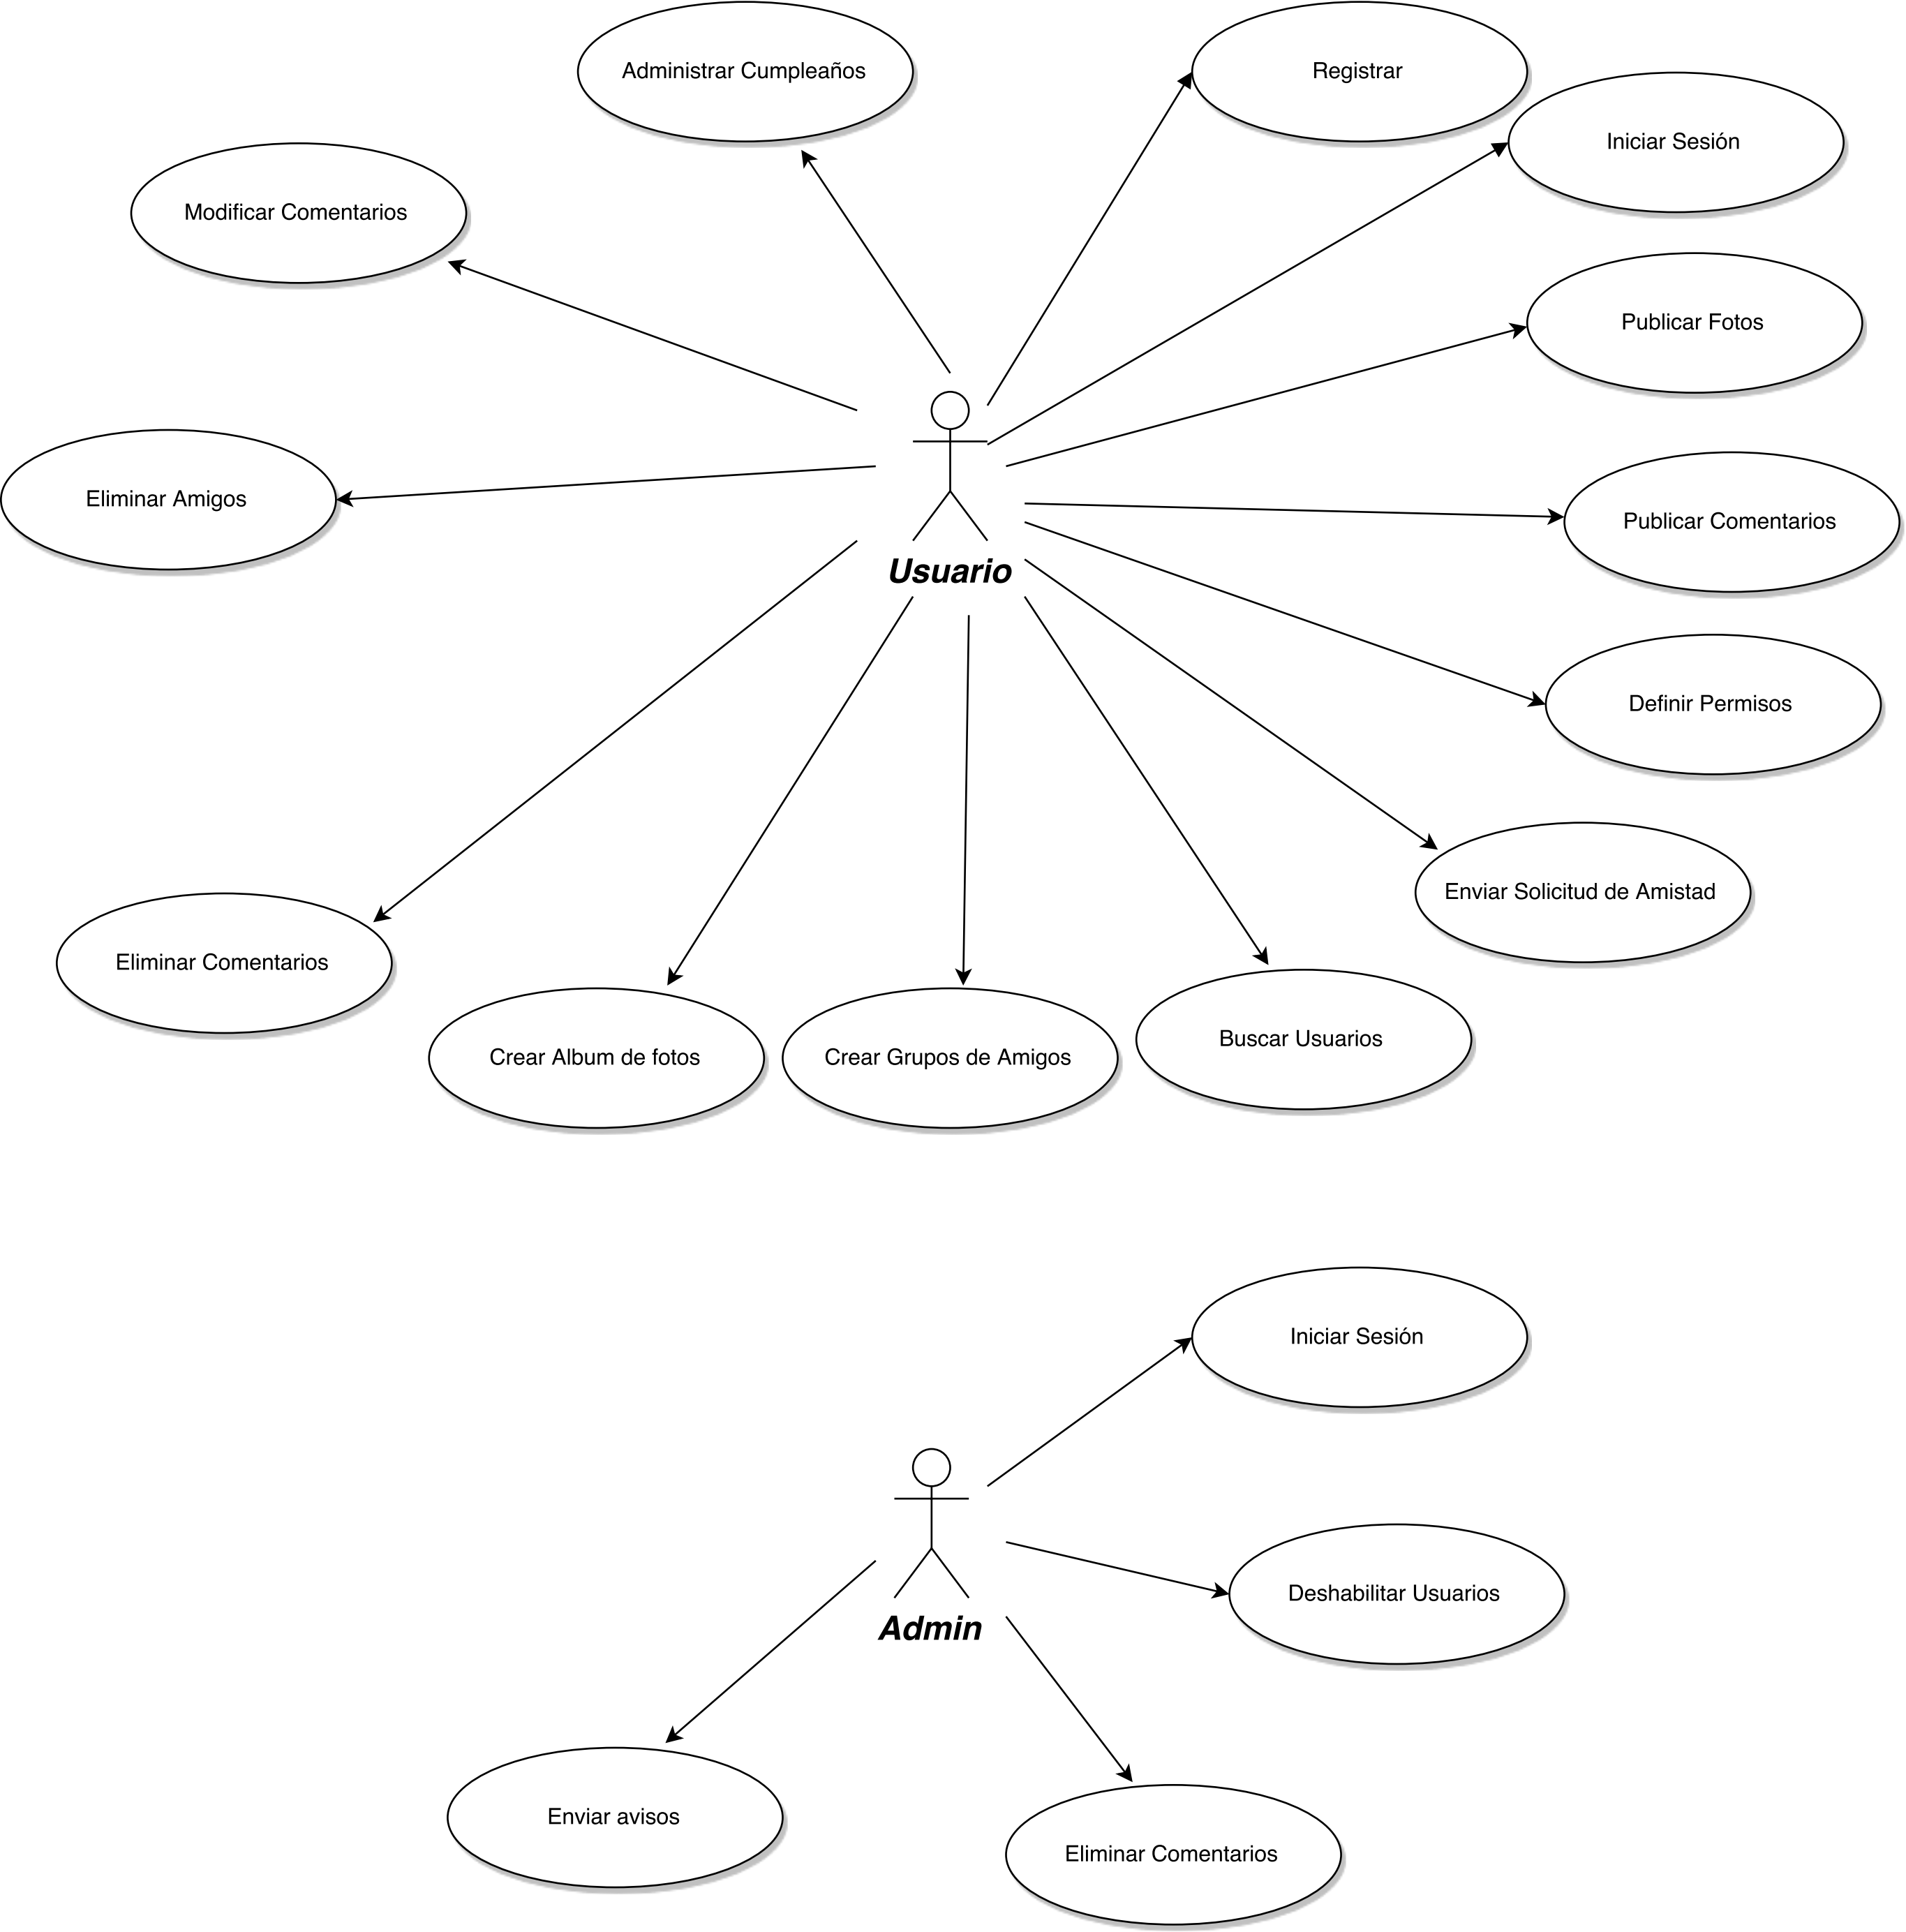 Administrar Cumpleaños
Registrar
Iniciar Sesión
Modificar Comentarios
Publicar Fotos
Eliminar Amigos
Publicar Comentarios
Usuario
Definir Permisos
Enviar Solicitud de Amistad
Eliminar Comentarios
Buscar Usuarios
Crear Album de fotos
Crear Grupos de Amigos
Iniciar Sesión
Deshabilitar Usuarios
Admin
Enviar avisos
Eliminar Comentarios